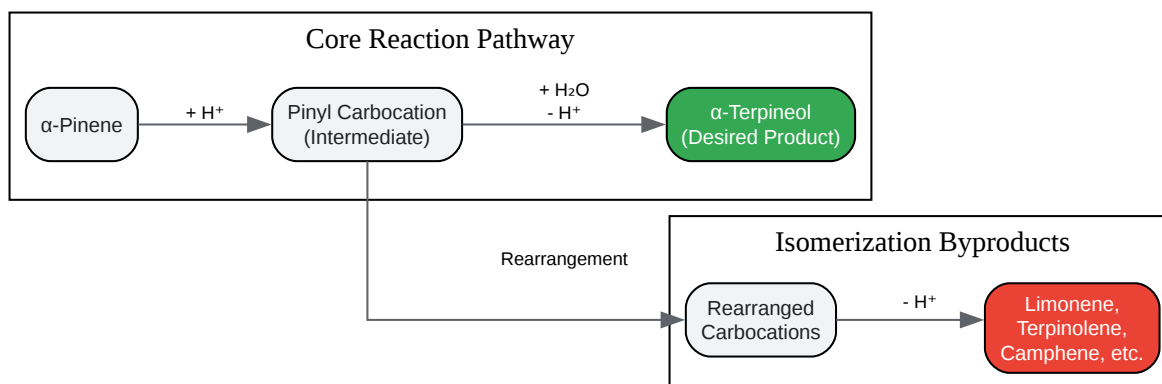 Core Reaction Pathway
α-Pinene
+ H⁺
Pinyl Carbocation
(Intermediate)
+ H₂O
- H⁺
α-Terpineol
(Desired Product)
Rearrangement
Isomerization Byproducts
Rearranged
Carbocations
- H⁺
Limonene,
Terpinolene,
Camphene, etc.